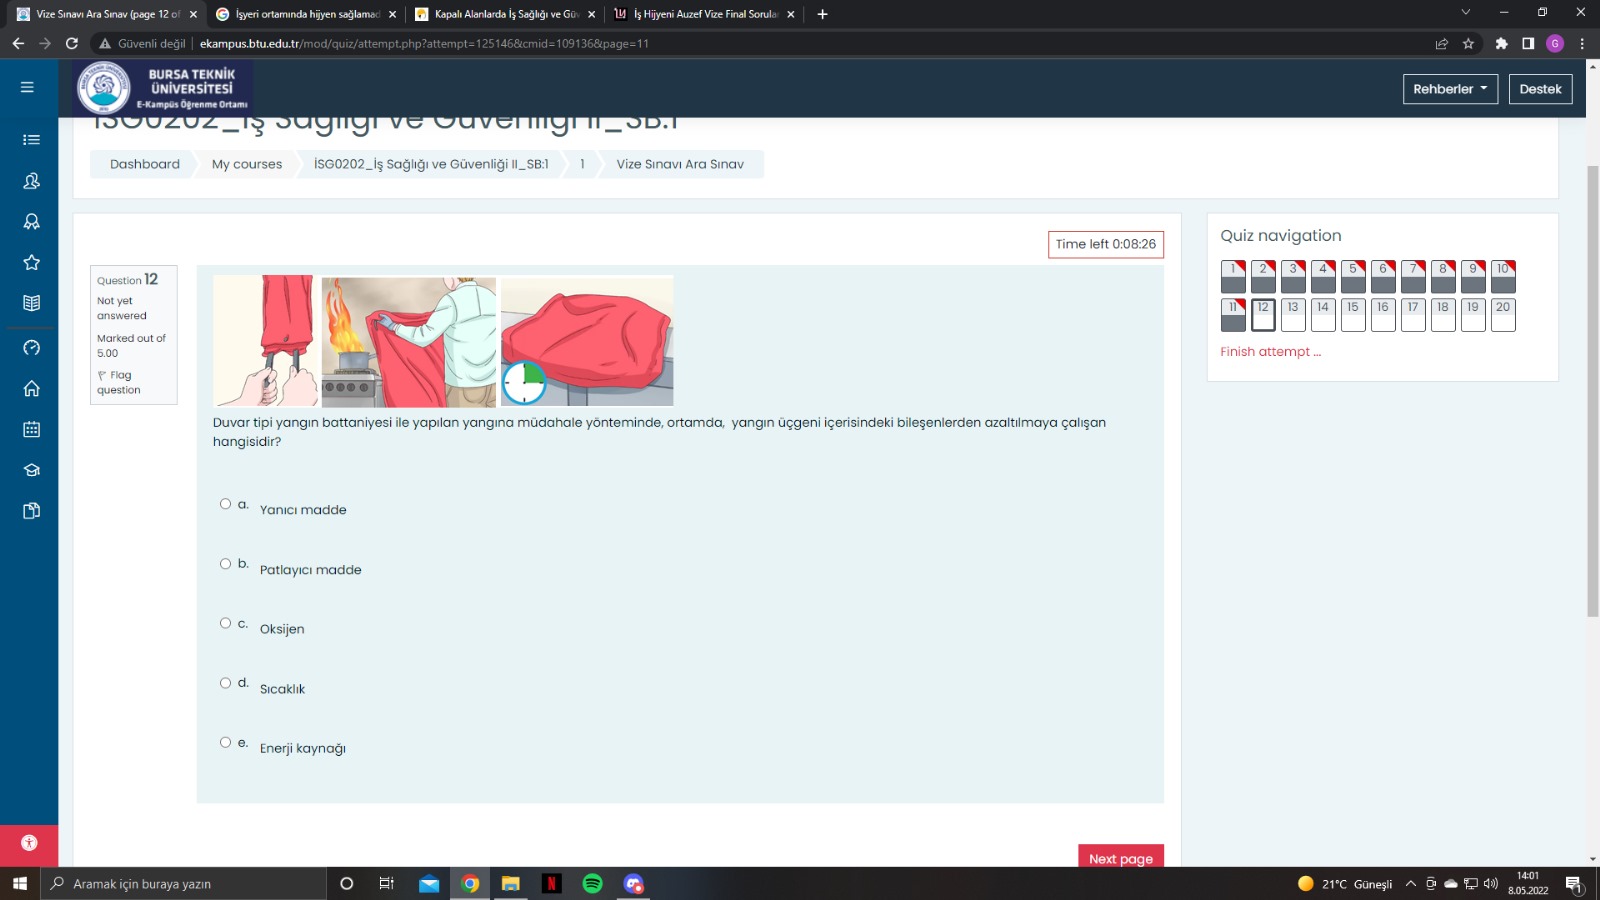 Vize Sınavı Ara Sınav (page 12 of
İşyeri ortamında hijyen sağlamad
Kapalı Alanlarda İş Sağlığı ve Güv
İş Hijyeni Auzef Vize Final Sorular
Güvenli değil
ekampus.btu.edu.tr/mod/quiz/attempt.php?attempt=125146&cmid=109136&page=11
G
BURSA TEKNİK
ÜNİVERSİTESİ
E-Kampüs Öğrenme Ortamı
Rehberler
Destek
İSG0202_İş Sağlığı ve Güvenliği II_SB:1
Dashboard
My courses
İSG0202_İş Sağlığı ve Güvenliği II_SB:1
1
Vize Sınavı Ara Sınav
Time left 0:08:26
Quiz navigation
1 2 3 4 5 6 7 8 9 10
11 12 13 14 15 16 17 18 19 20
Finish attempt ...
Question 12
Not yet
answered
Marked out of
5.00
Flag
question
Duvar tipi yangın battaniyesi ile yapılan yangına müdahale yönteminde, ortamda, yangın üçgeni içerisindeki bileşenlerden azaltılmaya çalışan
hangisidir?
a. Yanıcı madde
b. Patlayıcı madde
c. Oksijen
d. Sıcaklık
e. Enerji kaynağı
Next page
Aramak için buraya yazın
N
21°C Güneşli
14:01
8.05.2022
1